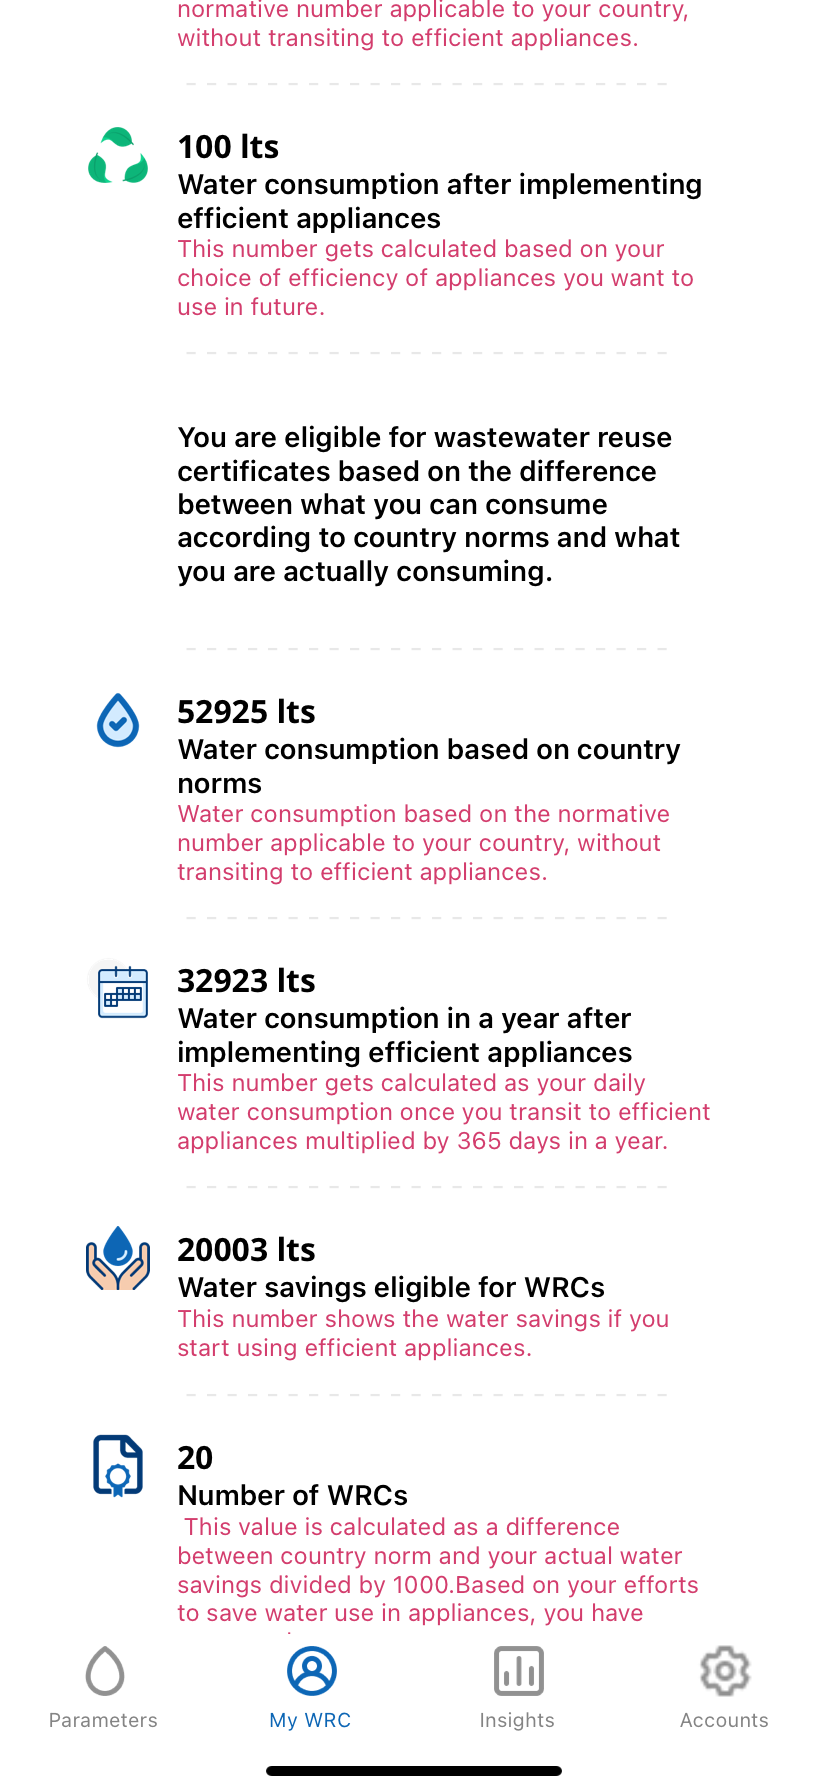 normative number applicable to your country,
without transiting to efficient appliances.
100 lts
Water consumption after implementing
efficient appliances
This number gets calculated based on your
choice of efficiency of appliances you want to
use in future.
You are eligible for wastewater reuse
certificates based on the difference
between what you can consume
according to country norms and what
you are actually consuming.
52925 lts
Water consumption based on country
norms
Water consumption based on the normative
number applicable to your country, without
transiting to efficient appliances.
32923 lts
Water consumption in a year after
implementing efficient appliances
This number gets calculated as your daily
water consumption once you transit to efficient
appliances multiplied by 365 days in a year.
20003 lts
Water savings eligible for WRCs
This number shows the water savings if you
start using efficient appliances.
20
Number of WRCs
This value is calculated as a difference
between country norm and your actual water
savings divided by 1000.Based on your efforts
to save water use in appliances, you have
Parameters
My WRC
Insights
Accounts